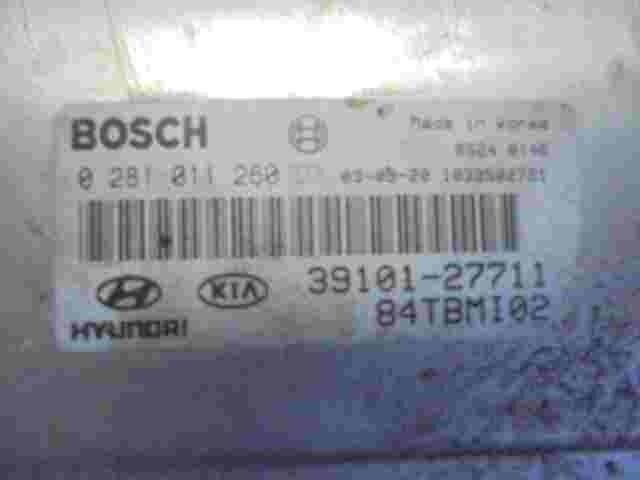 BOSCH
Made in Korea
0 281 011 260
39101-27711
KIA
84TBMI02
HYUNDAI